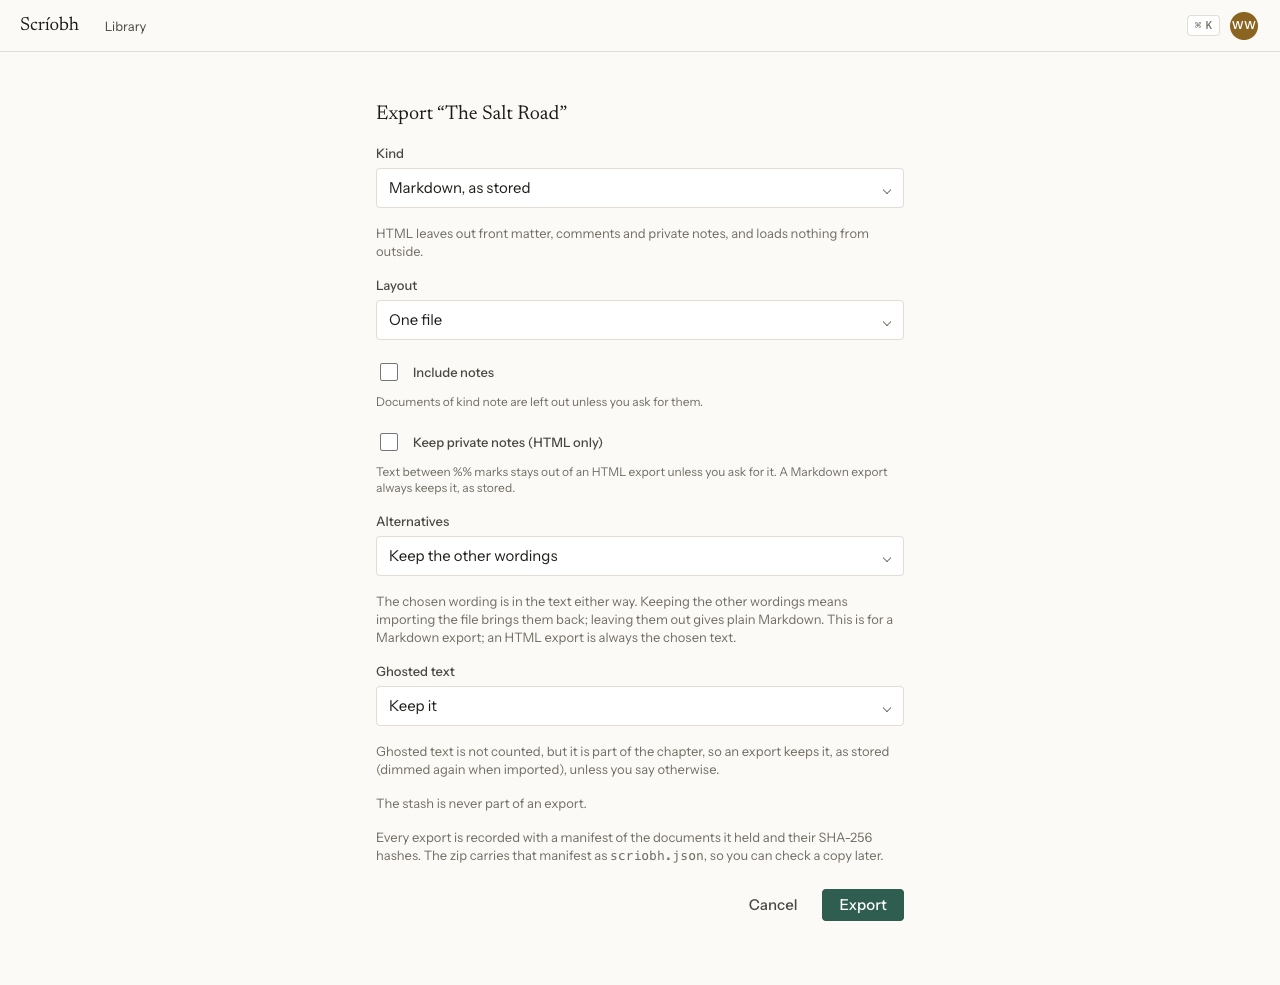 Scríobh
Library
⌘ K
WW
Export “The Salt Road”
Kind
Markdown, as stored
HTML leaves out front matter, comments and private notes, and loads nothing from
outside.
Layout
One file
Include notes
Documents of kind note are left out unless you ask for them.
Keep private notes (HTML only)
Text between %% marks stays out of an HTML export unless you ask for it. A Markdown export
always keeps it, as stored.
Alternatives
Keep the other wordings
The chosen wording is in the text either way. Keeping the other wordings means
importing the file brings them back; leaving them out gives plain Markdown. This is for a
Markdown export; an HTML export is always the chosen text.
Ghosted text
Keep it
Ghosted text is not counted, but it is part of the chapter, so an export keeps it, as stored
(dimmed again when imported), unless you say otherwise.
The stash is never part of an export.
Every export is recorded with a manifest of the documents it held and their SHA-256
hashes. The zip carries that manifest as scriobh.json, so you can check a copy later.
Cancel
Export